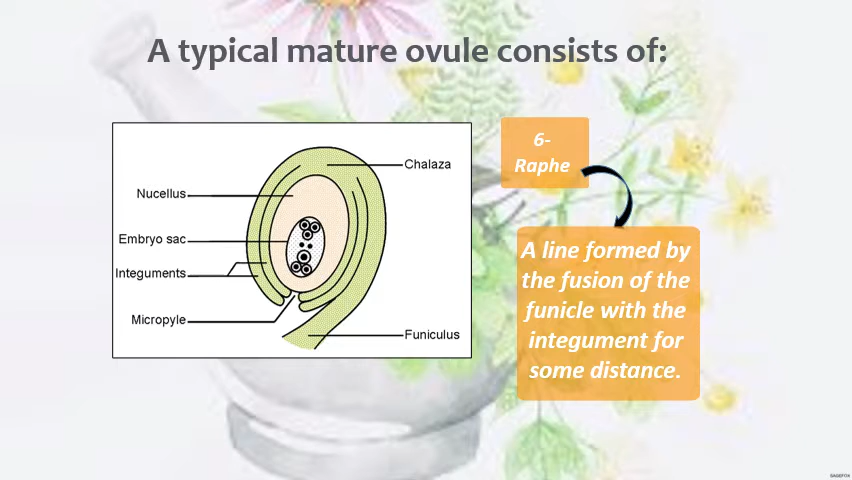 A typical mature ovule consists of:
Chalaza
Nucellus
Embryo sac
Integuments
Micropyle
Funiculus
6-
Raphe
A line formed by
the fusion of the
funicle with the
integument for
some distance.
SAGEFOX